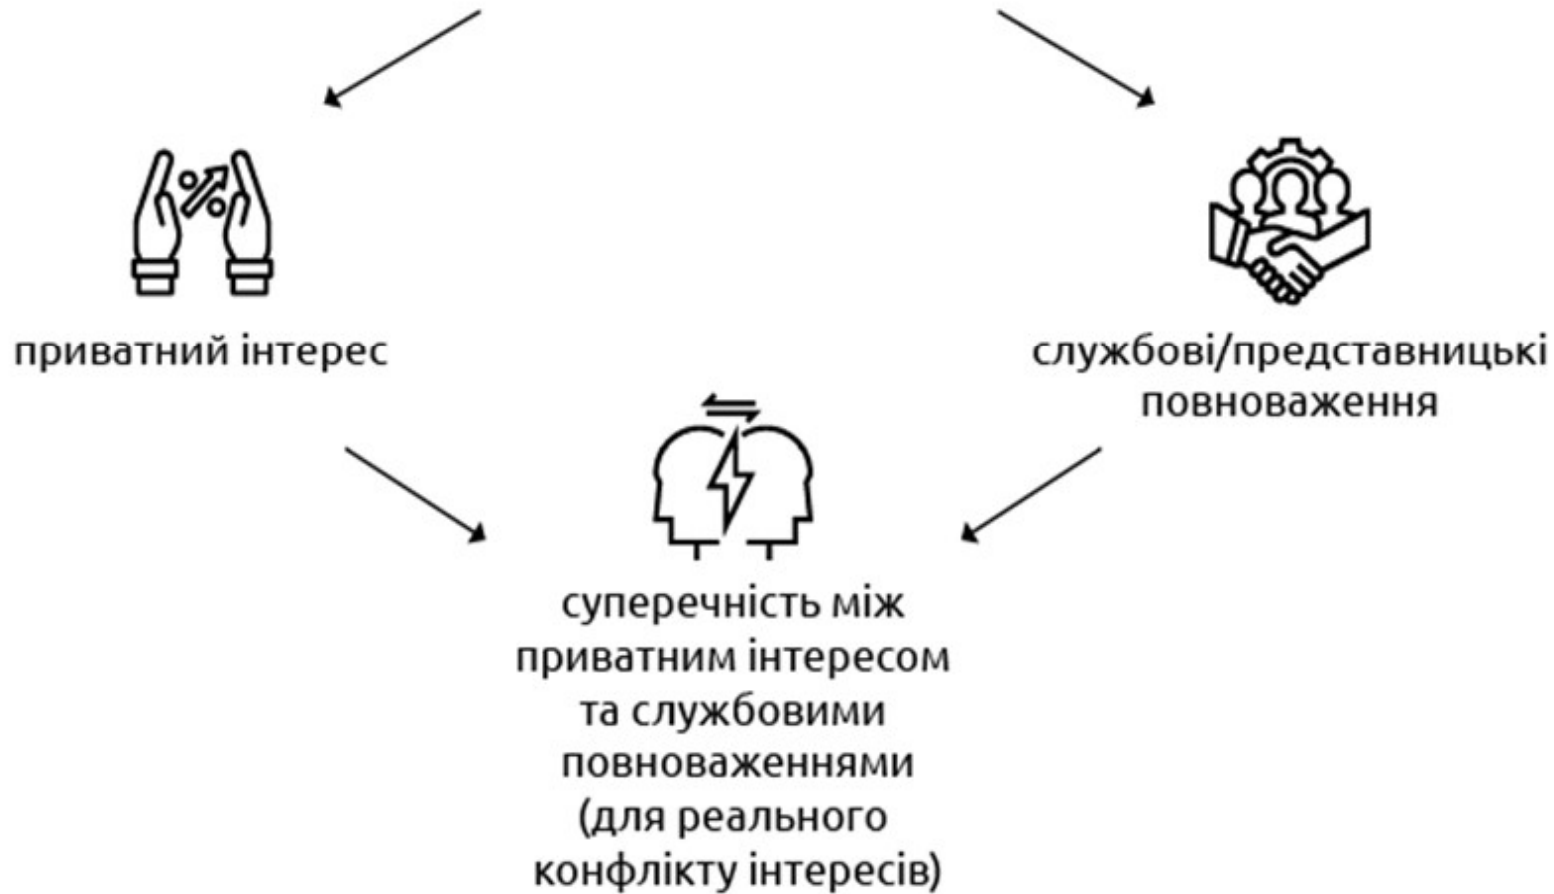 приватний інтерес
службові/представницькі
повноваження
суперечність між
приватним інтересом
та службовими
повноваженнями
(для реального
конфлікту інтересів)